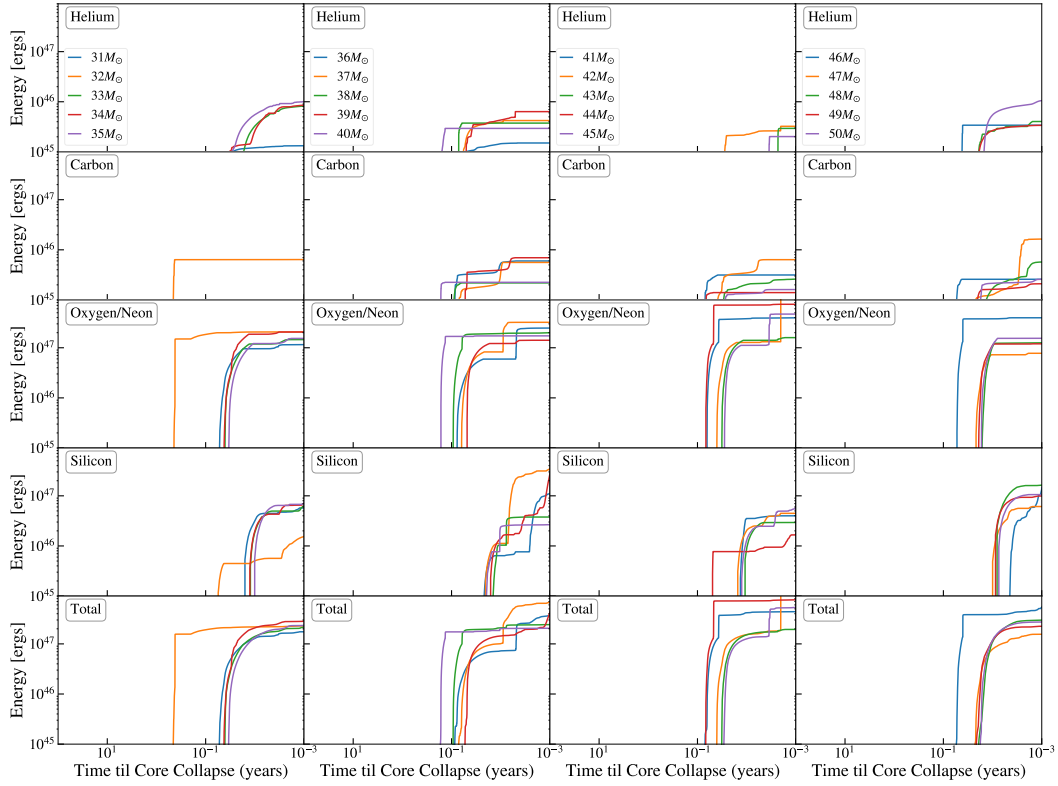 Helium
Helium
Helium
Helium
Energy [ergs]
10^47
10^46
10^45
31M⊙
32M⊙
33M⊙
34M⊙
35M⊙
36M⊙
37M⊙
38M⊙
39M⊙
40M⊙
41M⊙
42M⊙
43M⊙
44M⊙
45M⊙
46M⊙
47M⊙
48M⊙
49M⊙
50M⊙
Carbon
Carbon
Carbon
Carbon
Energy [ergs]
10^47
10^46
10^45
Oxygen/Neon
Oxygen/Neon
Oxygen/Neon
Oxygen/Neon
Energy [ergs]
10^47
10^46
10^45
Silicon
Silicon
Silicon
Silicon
Energy [ergs]
10^47
10^46
10^45
Total
Total
Total
Total
Energy [ergs]
10^47
10^46
10^45
10^1 10^−1 10^−3
10^1 10^−1 10^−3
10^1 10^−1 10^−3
10^1 10^−1 10^−3
Time til Core Collapse (years)
Time til Core Collapse (years)
Time til Core Collapse (years)
Time til Core Collapse (years)